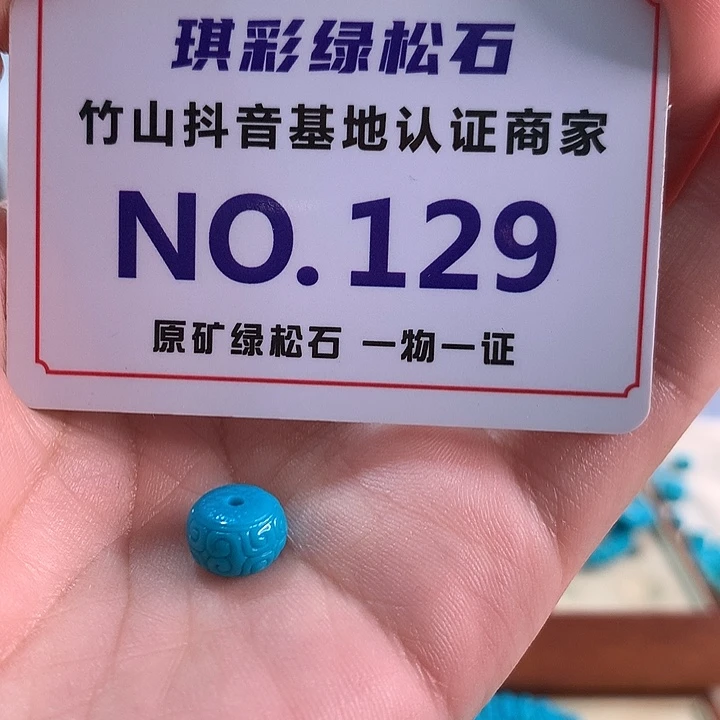 琪彩绿松石
竹山抖音基地认证商家
NO.129
原矿绿松石 一物一证